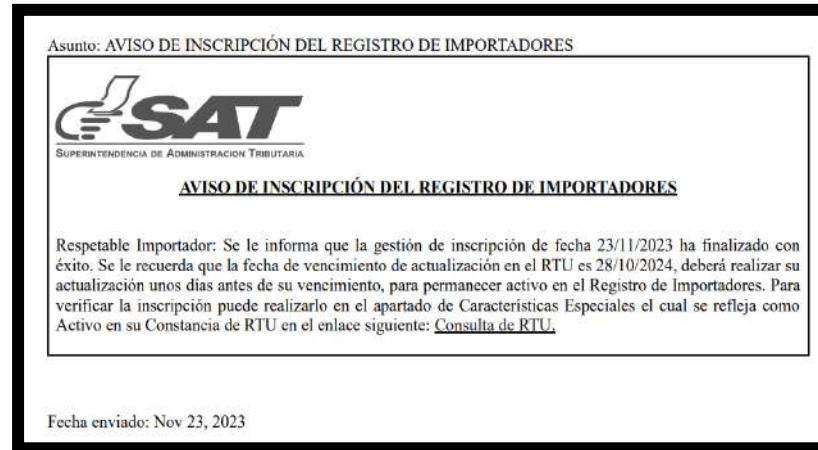 Asunto: AVISO DE INSCRIPCIÓN DEL REGISTRO DE IMPORTADORES
SAT
SUPERINTENDENCIA DE ADMINISTRACION TRIBUTARIA
AVISO DE INSCRIPCIÓN DEL REGISTRO DE IMPORTADORES
Respetable Importador: Se le informa que la gestión de inscripción de fecha 23/11/2023 ha finalizado con
éxito. Se le recuerda que la fecha de vencimiento de actualización en el RTU es 28/10/2024, deberá realizar su
actualización unos días antes de su vencimiento, para permanecer activo en el Registro de Importadores. Para
verificar la inscripción puede realizarlo en el apartado de Características Especiales el cual se refleja como
Activo en su Constancia de RTU en el enlace siguiente: Consulta de RTU.
Fecha enviado: Nov 23, 2023